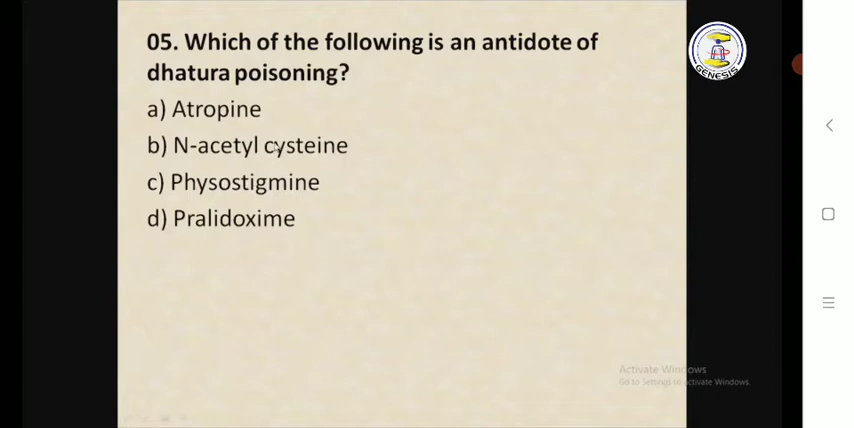 05. Which of the following is an antidote of
dhatura poisoning?
a) Atropine
b) N-acetyl cysteine
c) Physostigmine
d) Pralidoxime
GENESIS
Activate Windows
Go to Settings to activate Windows.